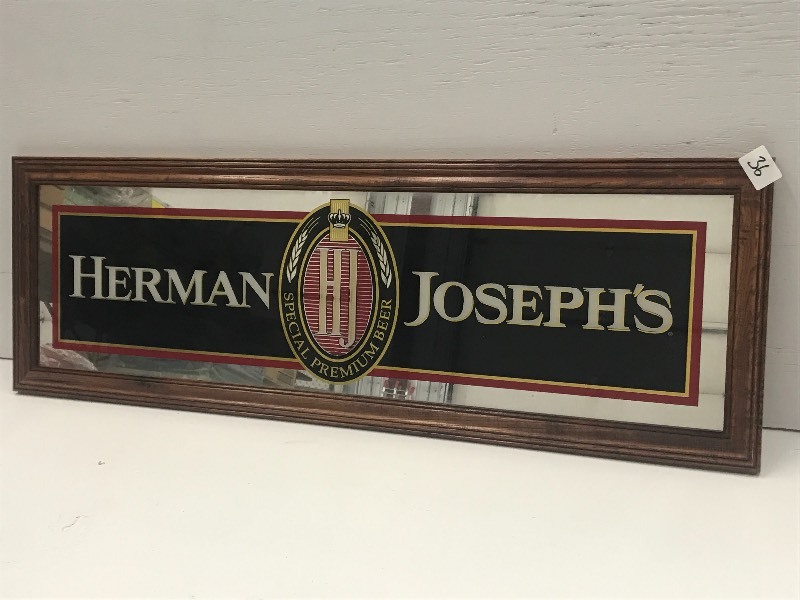 HERMAN JOSEPH'S
HJ
SPECIAL PREMIUM BEER
36